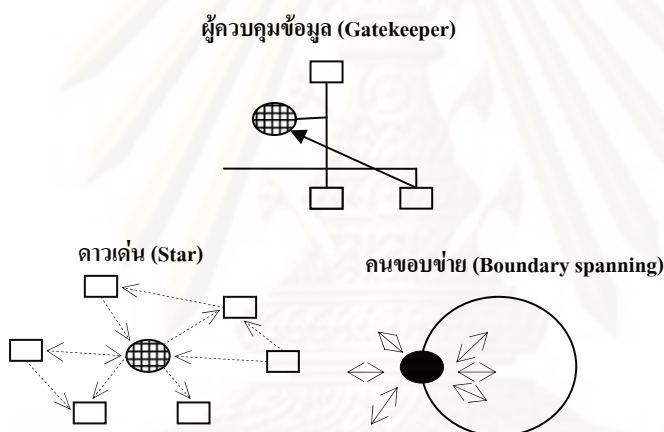 ผู้ควบคุมข้อมูล (Gatekeeper)
ดาวเด่น (Star)
คนขอบข่าย (Boundary spanning)